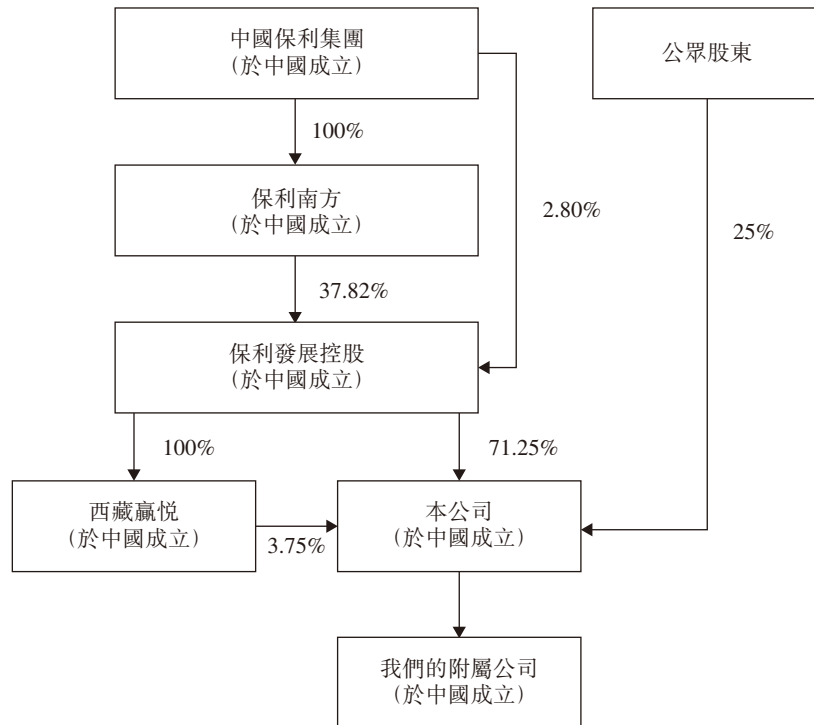 中國保利集團
（於中國成立）
公眾股東
100%
保利南方
（於中國成立）
2.80%
25%
37.82%
保利發展控股
（於中國成立）
100%
71.25%
西藏贏悦
（於中國成立）
3.75%
本公司
（於中國成立）
我們的附屬公司
（於中國成立）